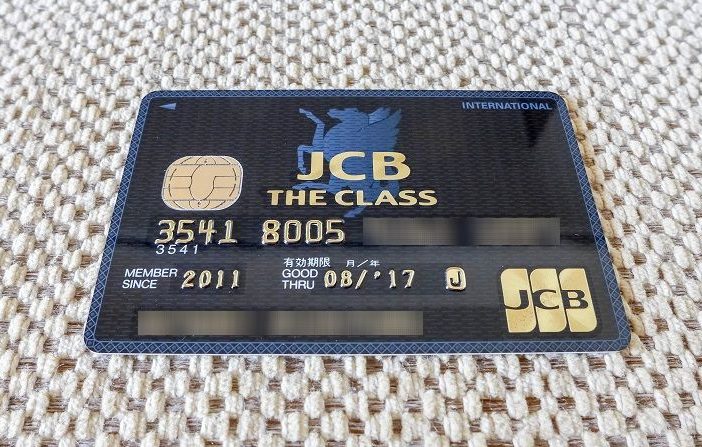 INTERNATIONAL
JCB
THE CLASS
3541 8005
3541
有効期限 月/年
MEMBER SINCE 2011 GOOD THRU 08/'17 J
JCB